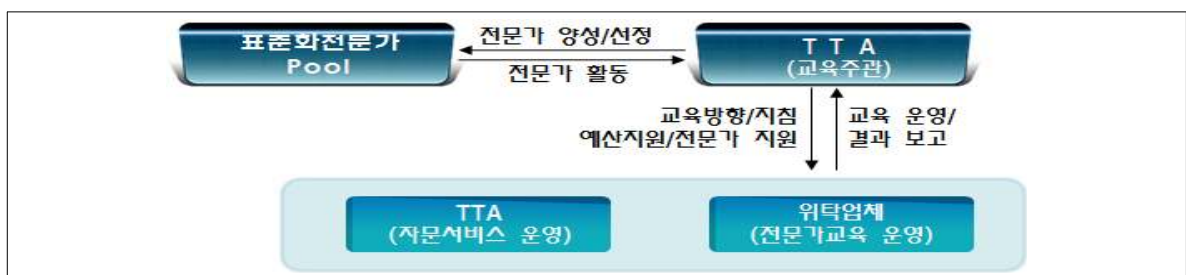 표준화전문가
Pool
전문가 양성/선정
전문가 활동
T T A
(교육주관)
교육방향/지침
예산지원/전문가 지원
교육 운영/
결과 보고
TTA
(자문서비스 운영)
위탁업체
(전문가교육 운영)